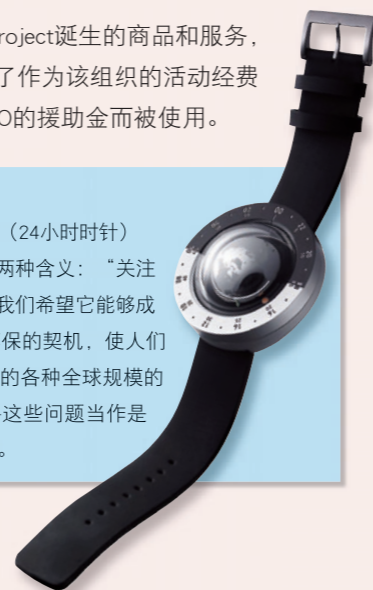 roject诞生的商品和服务，
了作为该组织的活动经费
O的援助金而被使用。
（24小时时针）
两种含义：“关注
我们希望它能够成
保的契机，使人们
的各种全球规模的
这些问题当作是
。